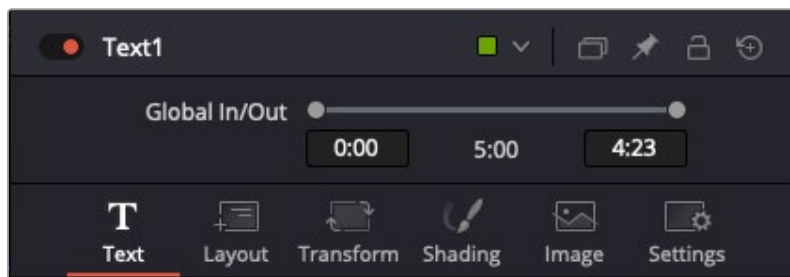 Text1
Global In/Out
0:00 5:00 4:23
T
Text Layout Transform Shading Image Settings